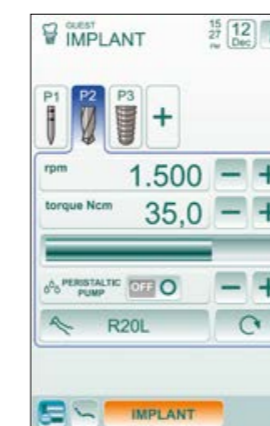 GUEST
IMPLANT
15
27
PM
12
Dec
P1 P2 P3
+
rpm 1.500 − +
torque Ncm 35,0 − +
PERISTALTIC
PUMP OFF − +
R20L
IMPLANT